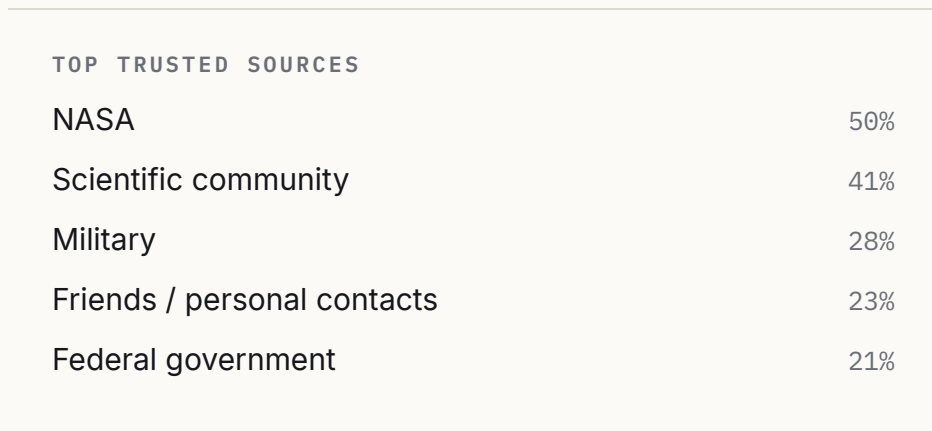 TOP TRUSTED SOURCES
NASA 50%
Scientific community 41%
Military 28%
Friends / personal contacts 23%
Federal government 21%